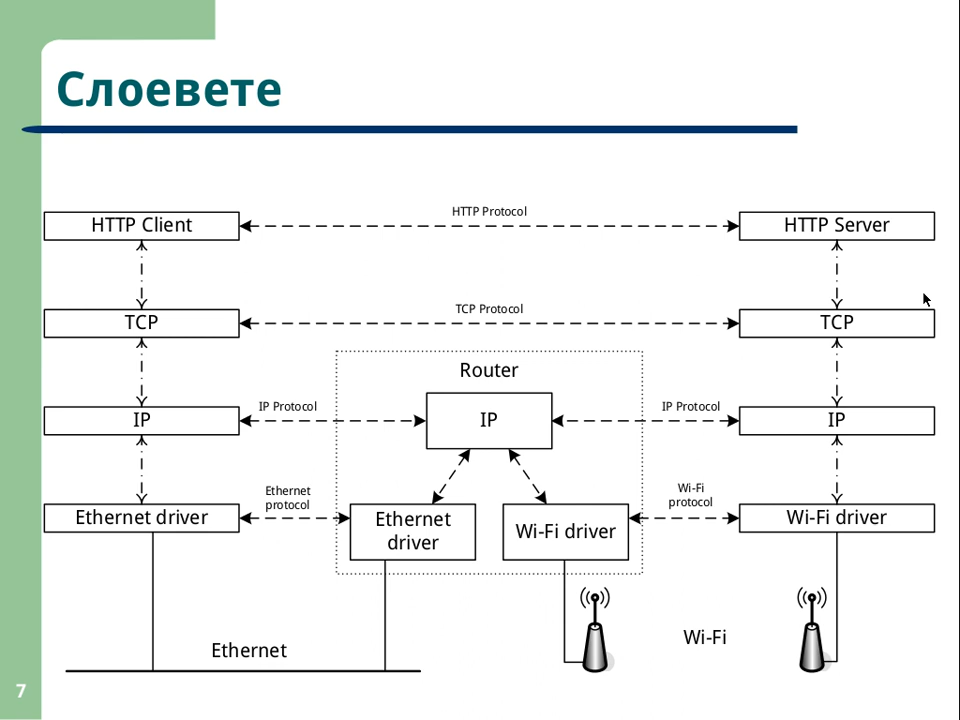 Слоевете
HTTP Protocol
HTTP Client
HTTP Server
TCP Protocol
TCP
TCP
Router
IP Protocol
IP Protocol
IP
IP
IP
Ethernet
protocol
Wi-Fi
protocol
Ethernet driver
Ethernet
driver
Wi-Fi driver
Wi-Fi driver
Ethernet
Wi-Fi
7